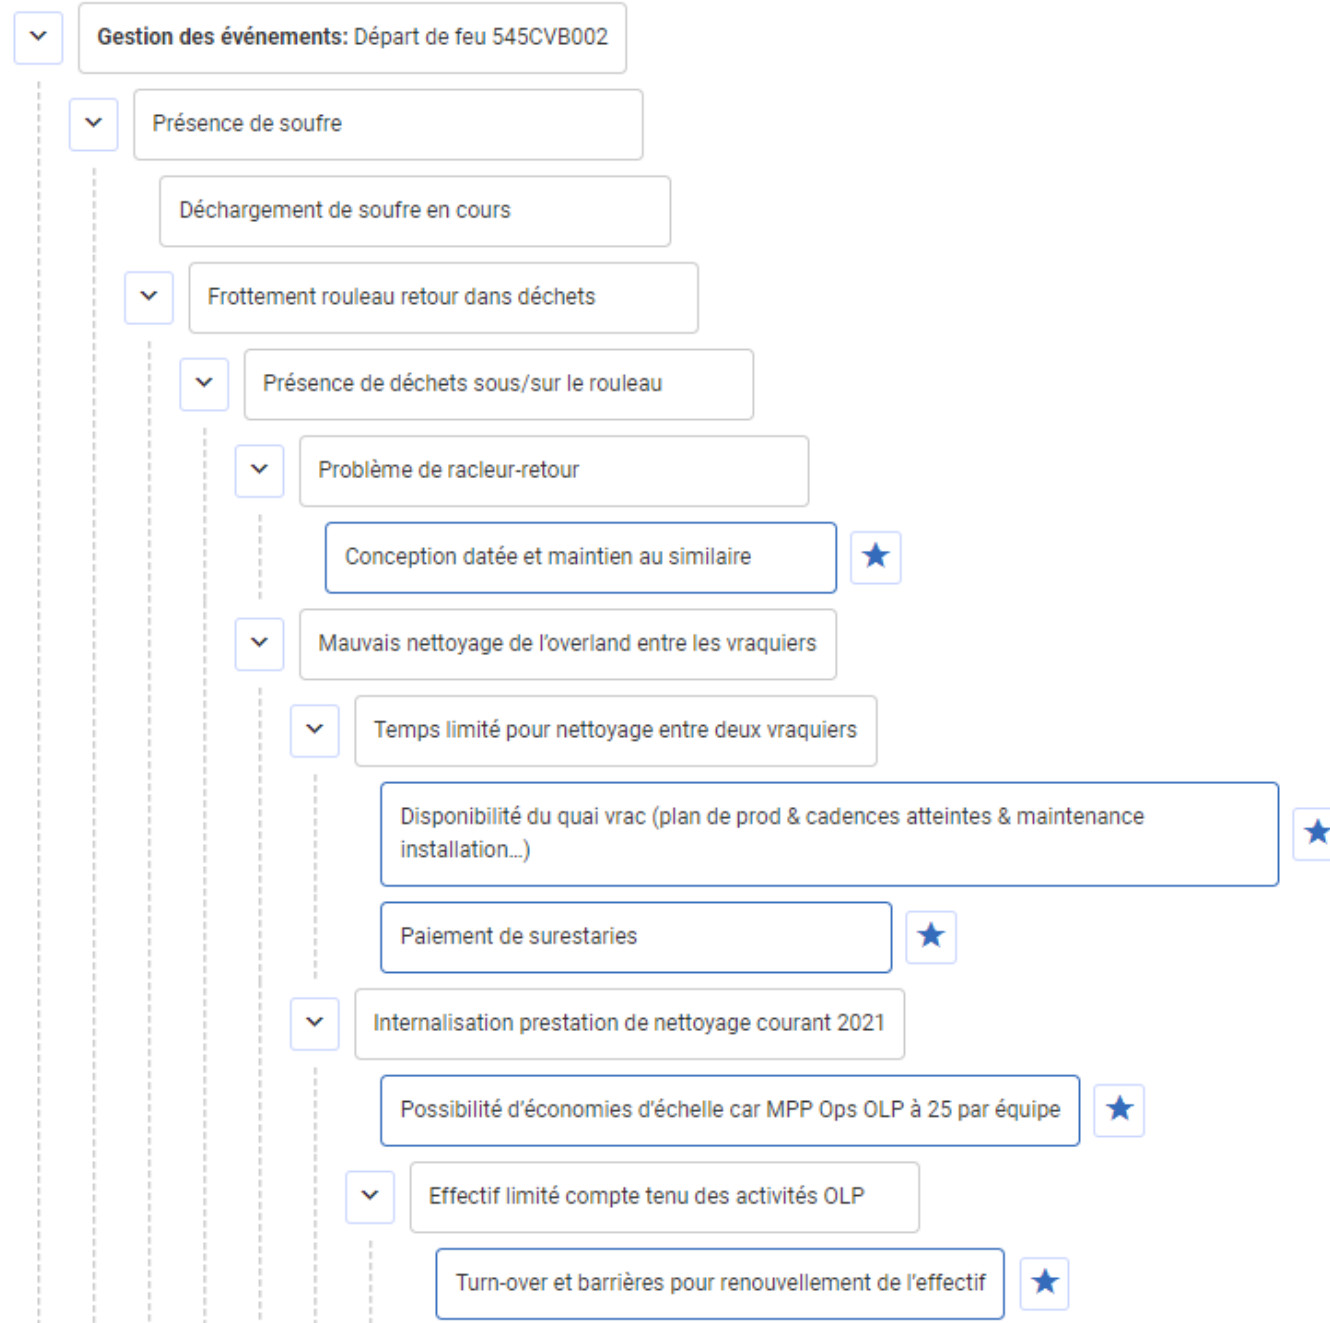 Gestion des événements: Départ de feu 545CVB002
Présence de soufre
Déchargement de soufre en cours
Frottement rouleau retour dans déchets
Présence de déchets sous/sur le rouleau
Problème de racleur-retour
Conception datée et maintien au similaire
Mauvais nettoyage de l'overland entre les vraquiers
Temps limité pour nettoyage entre deux vraquiers
Disponibilité du quai vrac (plan de prod & cadences atteintes & maintenance
installation...)
Paiement de surestaries
Internalisation prestation de nettoyage courant 2021
Possibilité d'économies d'échelle car MPP Ops OLP à 25 par équipe
Effectif limité compte tenu des activités OLP
Turn-over et barrières pour renouvellement de l'effectif